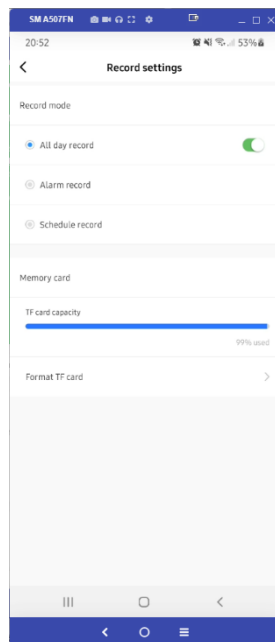 SM A507FN
20:52
53%
Record settings
Record mode
All day record
Alarm record
Schedule record
Memory card
TF card capacity
99% used
Format TF card